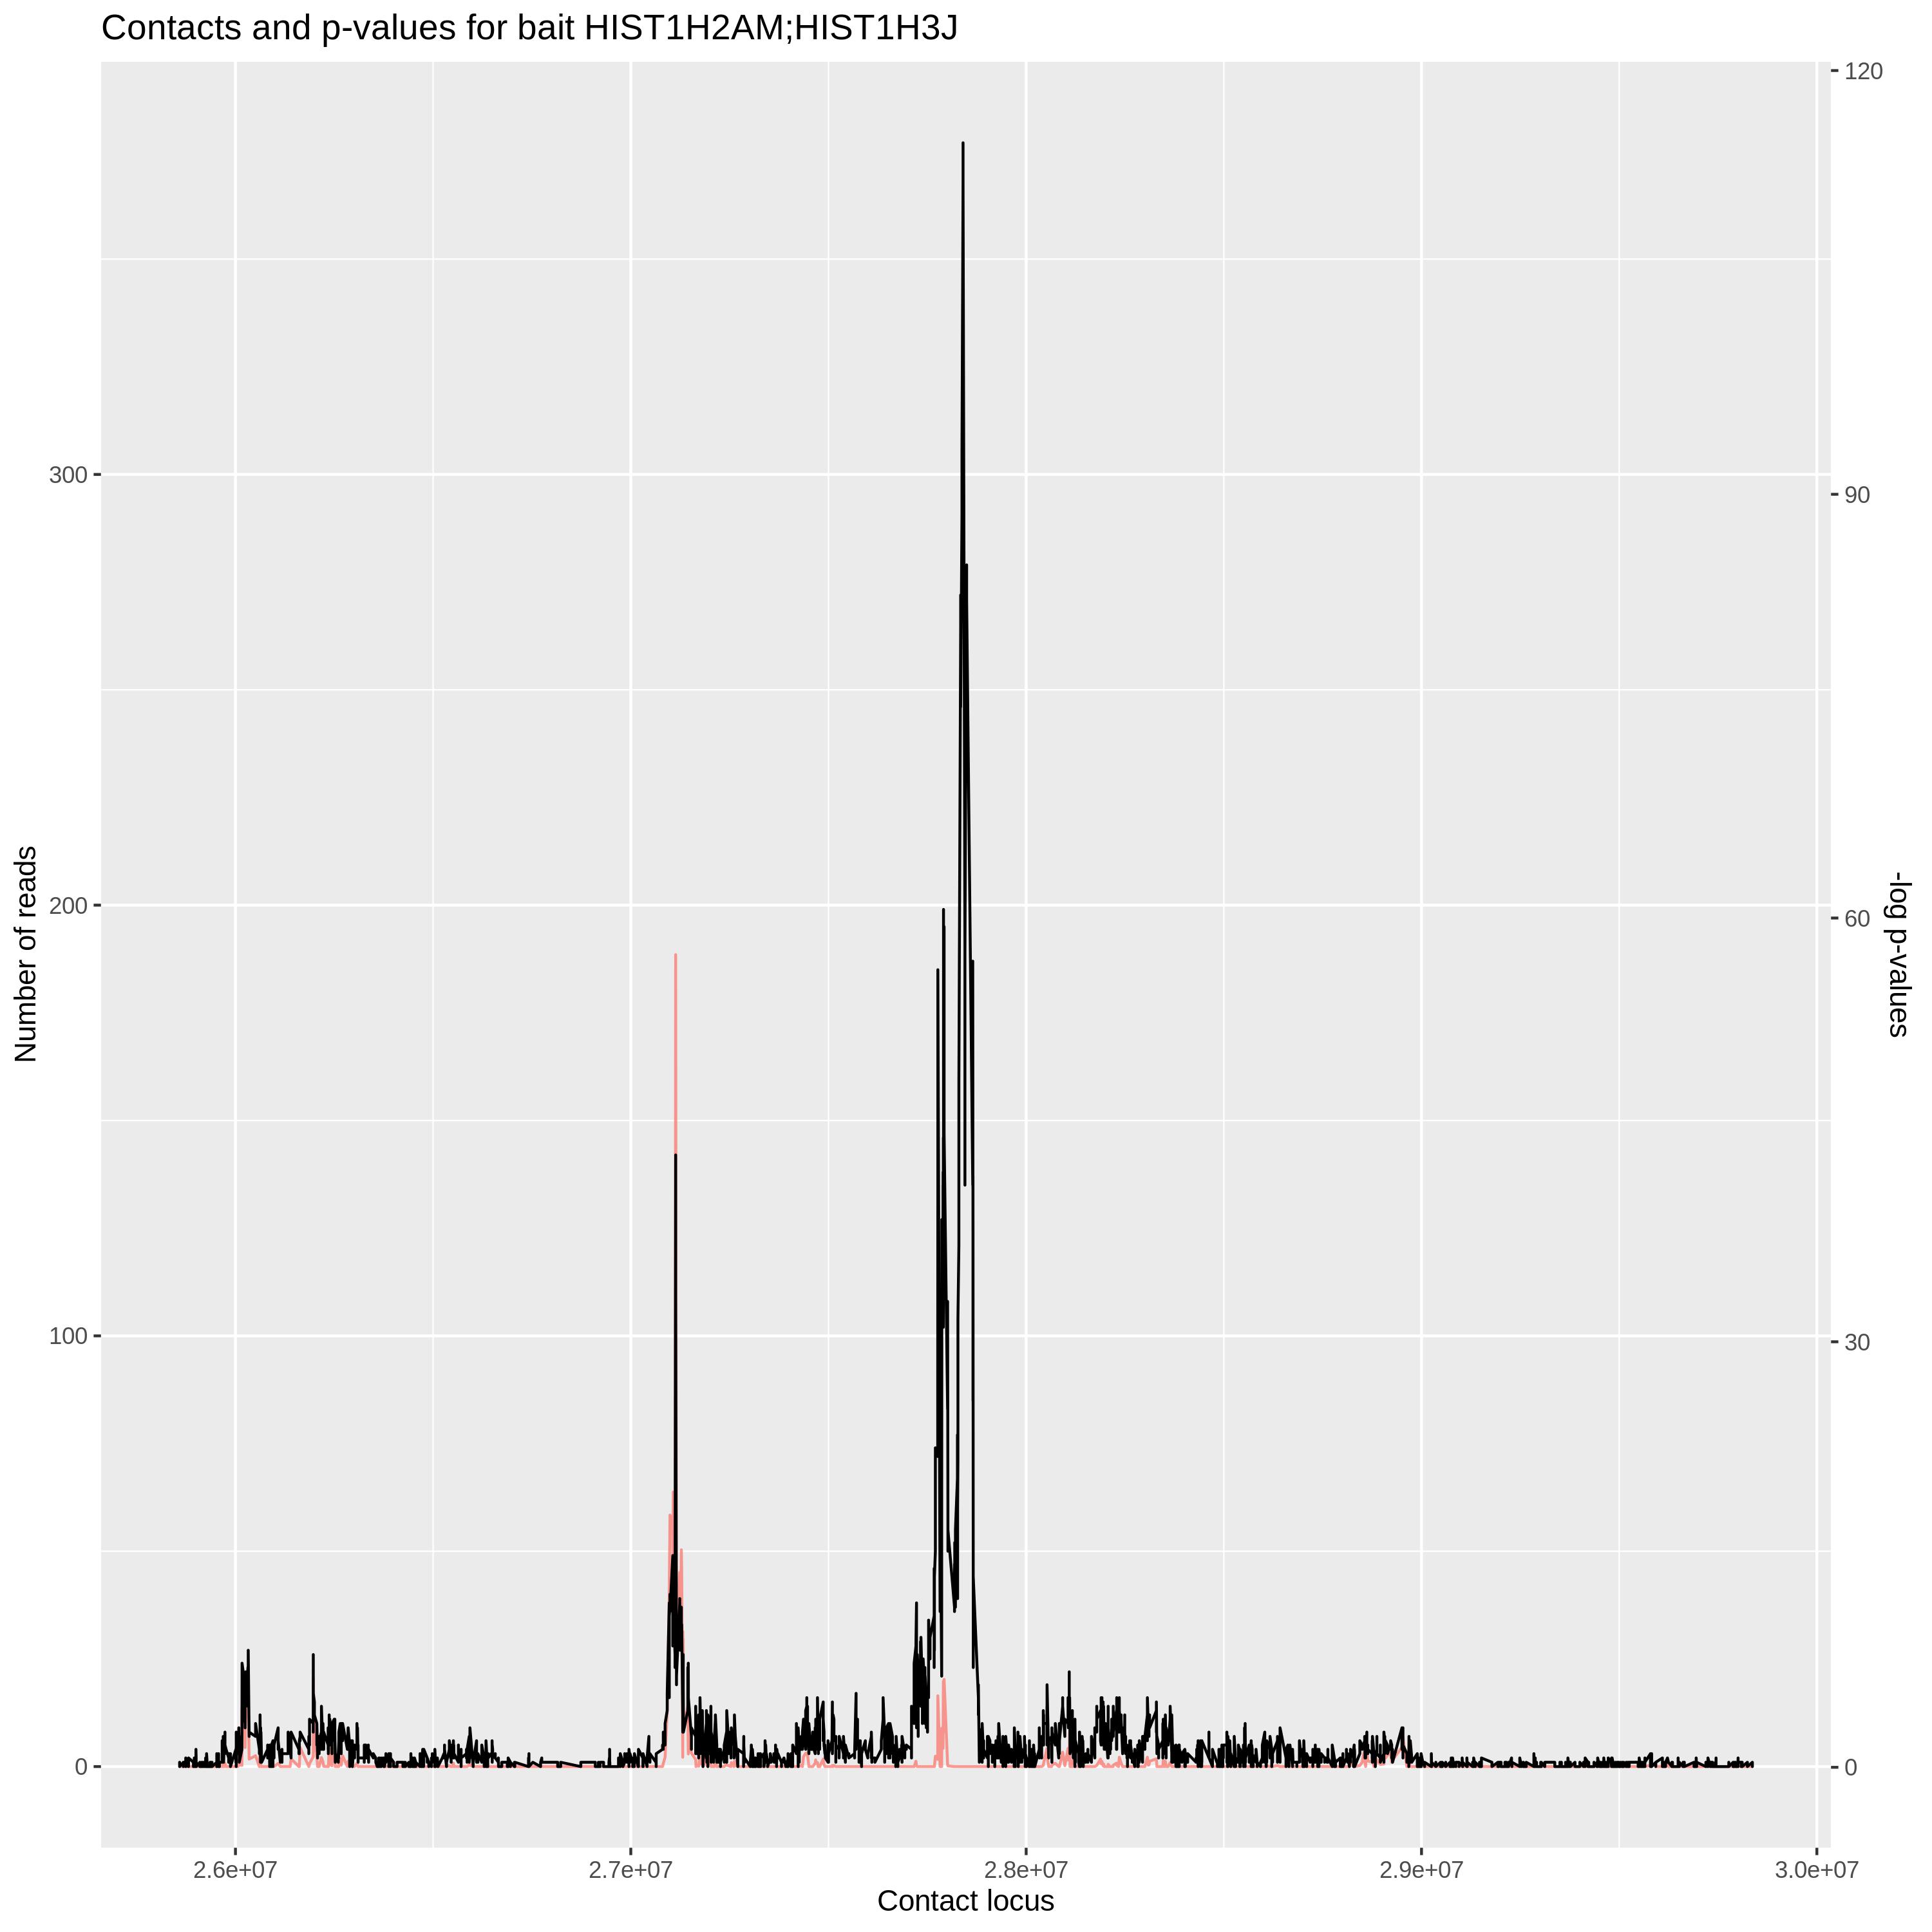 Contacts and p-values for bait HIST1H2AM;HIST1H3J
120
300
90
Number of reads
200
60
-log p-values
100
30
0
0
2.6e+07
2.7e+07
2.8e+07
2.9e+07
3.0e+07
Contact locus